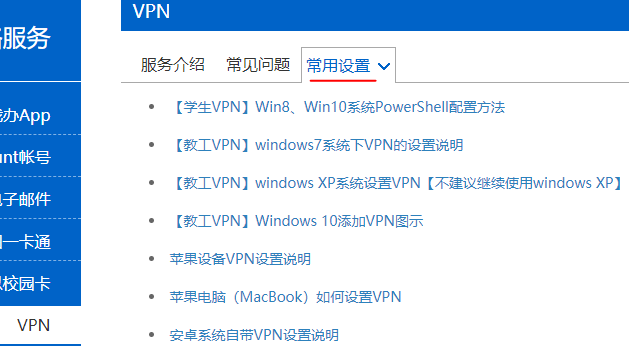 VPN
服务
服务介绍 常见问题 常用设置
【学生VPN】Win8、Win10系统PowerShell配置方法
办App
【教工VPN】windows7系统下VPN的设置说明
unt帐号
【教工VPN】windows XP系统设置VPN【不建议继续使用windows XP】
子邮件
【教工VPN】Windows 10添加VPN图示
一卡通
苹果设备VPN设置说明
校园卡
苹果电脑（MacBook）如何设置VPN
VPN
安卓系统自带VPN设置说明